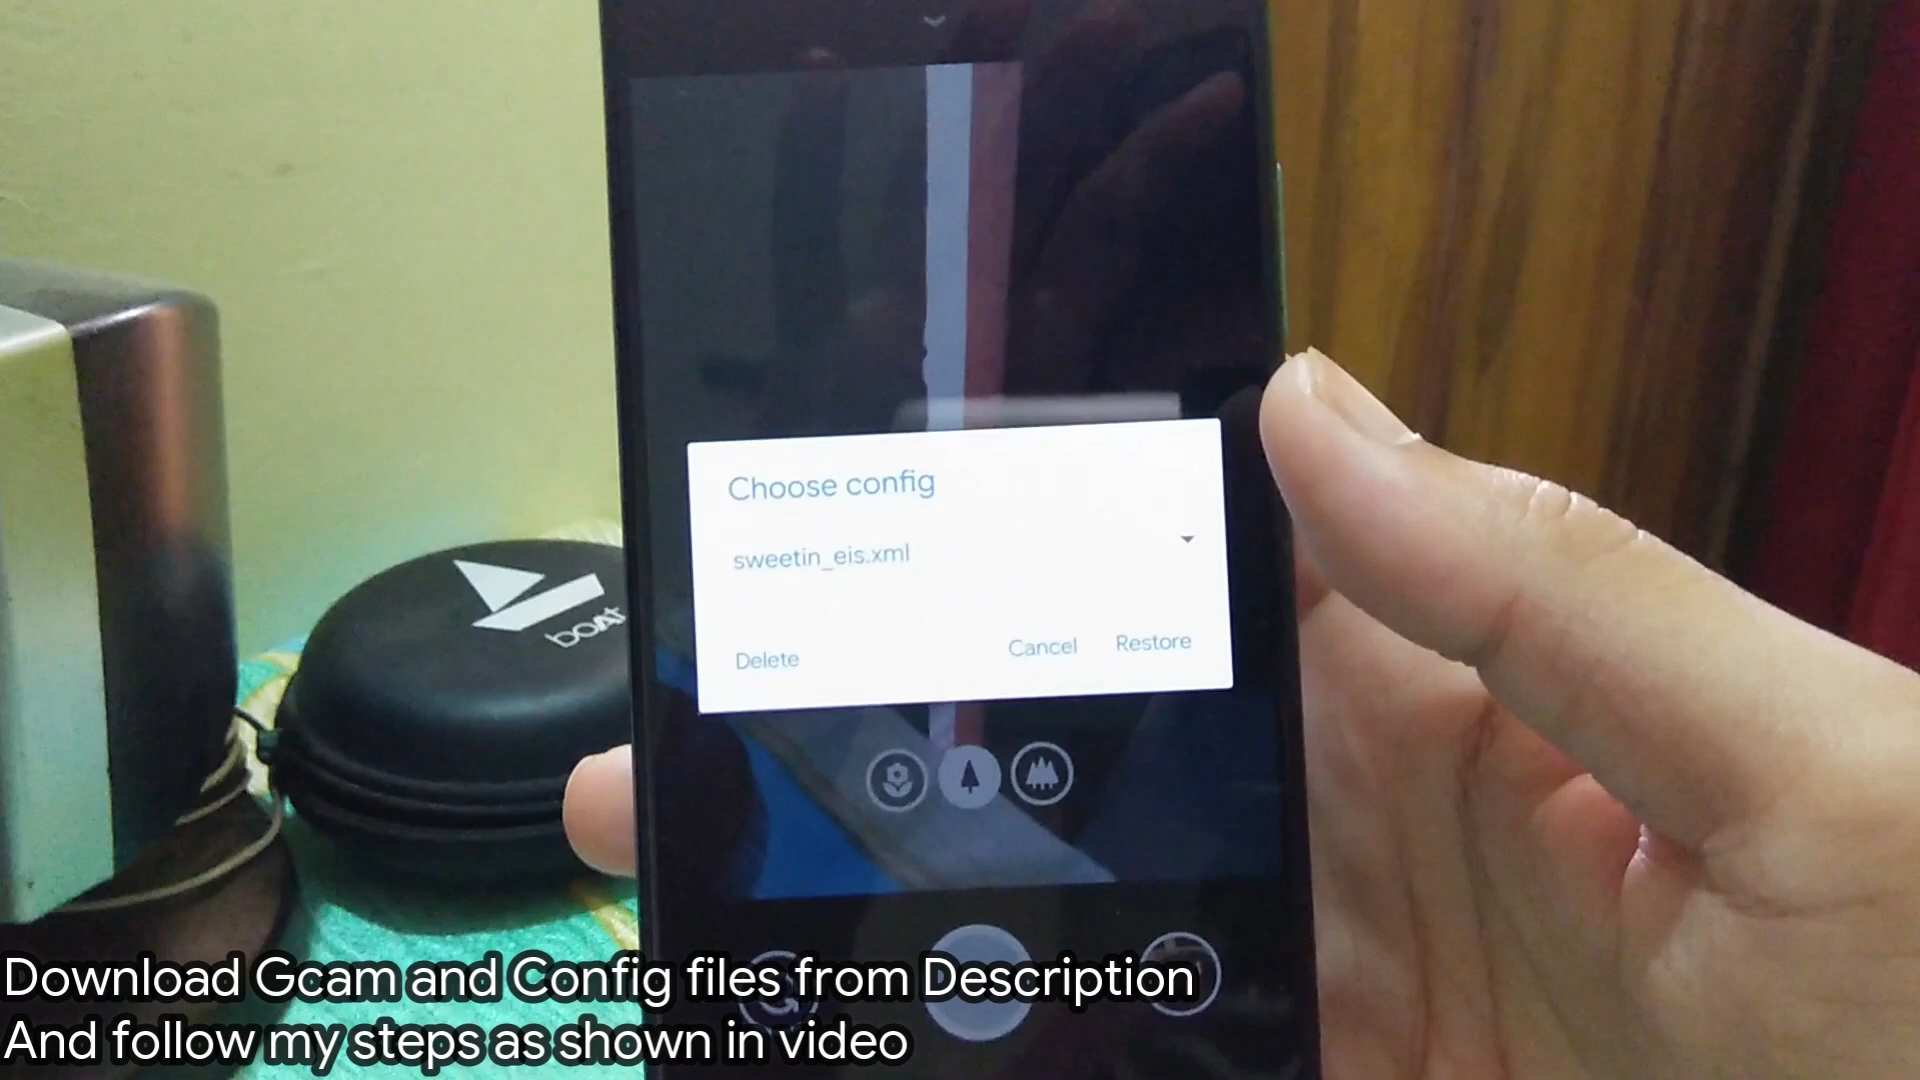 Choose config
sweetin_eis.xml
Delete
Cancel
Restore
boAt
Download Gcam and Config files from Description
And follow my steps as shown in video